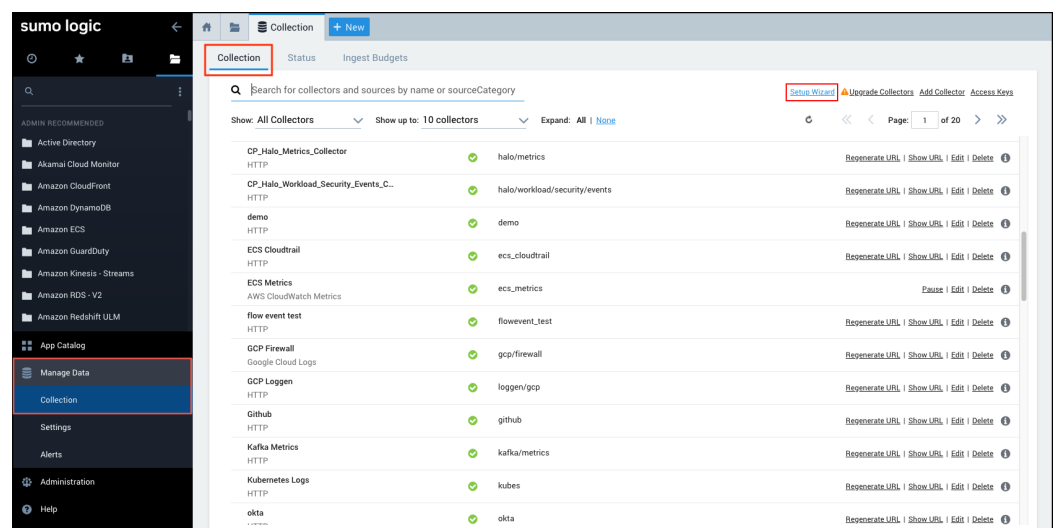 sumo logic
Collection
+ New
Collection
Status
Ingest Budgets
Search for collectors and sources by name or sourceCategory
Setup Wizard
Upgrade Collectors
Add Collector
Access Keys
Show: All Collectors
Show up to: 10 collectors
Expand: All | None
Page: 1 of 20
ADMIN RECOMMENDED
Active Directory
Akamai Cloud Monitor
Amazon CloudFront
Amazon DynamoDB
Amazon ECS
Amazon GuardDuty
Amazon Kinesis - Streams
Amazon RDS - V2
Amazon Redshift ULM
App Catalog
Manage Data
Collection
Settings
Alerts
Administration
Help
CP_Halo_Metrics_Collector
HTTP
halo/metrics
Regenerate URL | Show URL | Edit | Delete
CP_Halo_Workload_Security_Events_C...
HTTP
halo/workload/security/events
Regenerate URL | Show URL | Edit | Delete
demo
HTTP
demo
Regenerate URL | Show URL | Edit | Delete
ECS Cloudtrail
HTTP
ecs_cloudtrail
Regenerate URL | Show URL | Edit | Delete
ECS Metrics
AWS CloudWatch Metrics
ecs_metrics
Pause | Edit | Delete
flow event test
HTTP
flowevent_test
Regenerate URL | Show URL | Edit | Delete
GCP Firewall
Google Cloud Logs
gcp/firewall
Regenerate URL | Show URL | Edit | Delete
GCP Loggen
HTTP
loggen/gcp
Regenerate URL | Show URL | Edit | Delete
Github
HTTP
github
Regenerate URL | Show URL | Edit | Delete
Kafka Metrics
HTTP
kafka/metrics
Regenerate URL | Show URL | Edit | Delete
Kubernetes Logs
HTTP
kubes
Regenerate URL | Show URL | Edit | Delete
okta
HTTP
okta
Regenerate URL | Show URL | Edit | Delete